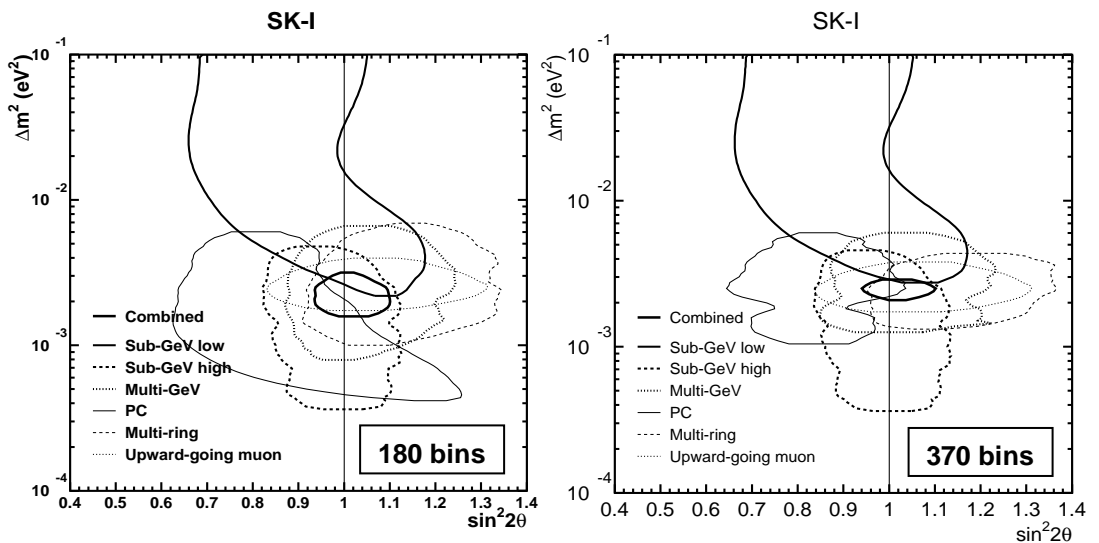 SK-I
Δm² (eV²)
10 -1
10 -2
10 -3
10 -4
Combined
Sub-GeV low
Sub-GeV high
Multi-GeV
PC
Multi-ring
Upward-going muon
180 bins
0.4 0.5 0.6 0.7 0.8 0.9 1 1.1 1.2 1.3 1.4
sin²2θ
SK-I
Δm² (eV²)
10 -1
10 -2
10 -3
10 -4
Combined
Sub-GeV low
Sub-GeV high
Multi-GeV
PC
Multi-ring
Upward-going muon
370 bins
0.4 0.5 0.6 0.7 0.8 0.9 1 1.1 1.2 1.3 1.4
sin²2θ